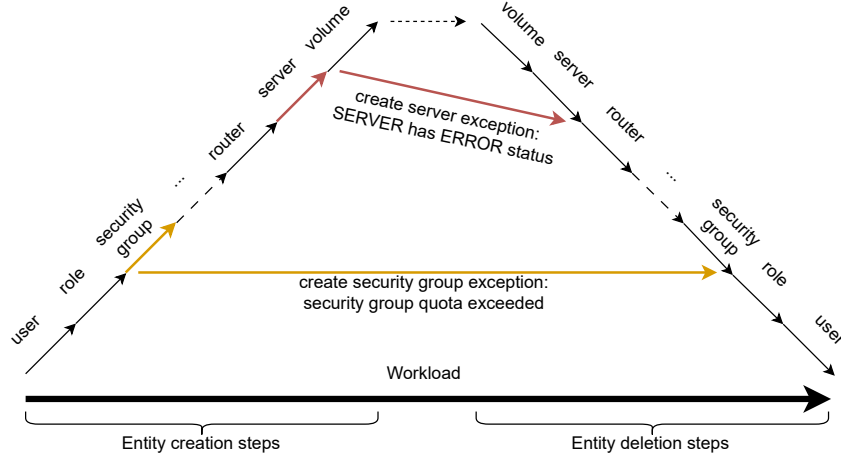 user
role
security
group
...
router
server
volume
volume
server
router
...
security
group
role
user
create server exception:
SERVER has ERROR status
create security group exception:
security group quota exceeded
Workload
Entity creation steps
Entity deletion steps